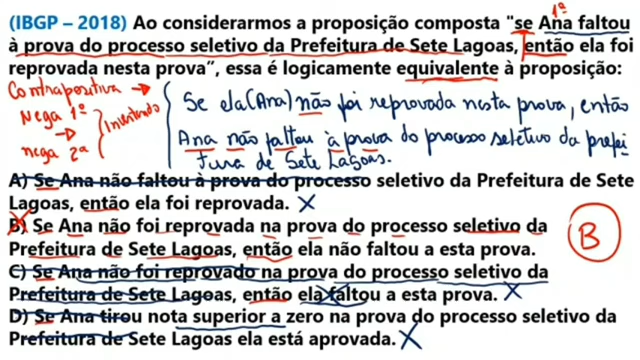 (IBGP – 2018) Ao considerarmos a proposição composta "se Ana faltou
1ª
à prova do processo seletivo da Prefeitura de Sete Lagoas, então ela foi
reprovada nesta prova", essa é logicamente equivalente à proposição:
Contrapositiva →
Nega 1ª
→
nega 2ª
Invertendo
Se ela (Ana) não foi reprovada nesta prova, então
Ana não faltou à prova do processo seletivo da prefei
tura de Sete Lagoas.
A) Se Ana não faltou à prova do processo seletivo da Prefeitura de Sete
Lagoas, então ela foi reprovada. X
B) Se Ana não foi reprovada na prova do processo seletivo da
Prefeitura de Sete Lagoas, então ela não faltou a esta prova.
B
C) Se Ana não foi reprovado na prova do processo seletivo da
Prefeitura de Sete Lagoas, então ela faltou a esta prova. X
D) Se Ana tirou nota superior a zero na prova do processo seletivo da
Prefeitura de Sete Lagoas ela está aprovada. X